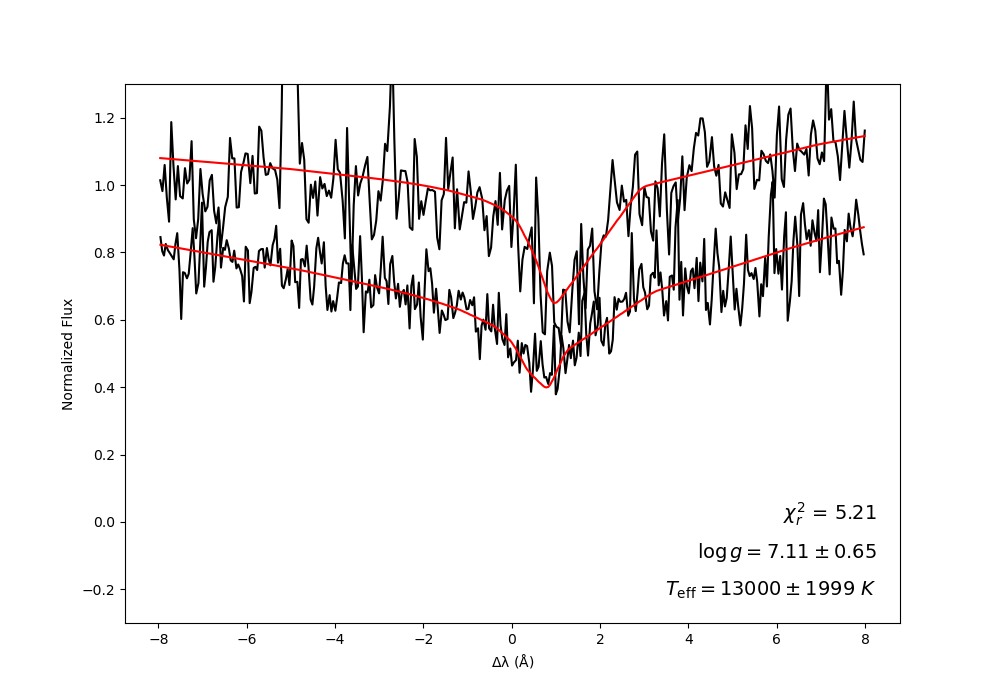 1.2
1.0
0.8
0.6
0.4
0.2
0.0
−0.2
Normalized Flux
χ²ᵣ = 5.21
log g = 7.11 ± 0.65
T_eff = 13000 ± 1999 K
−8 −6 −4 −2 0 2 4 6 8
Δλ (Å)